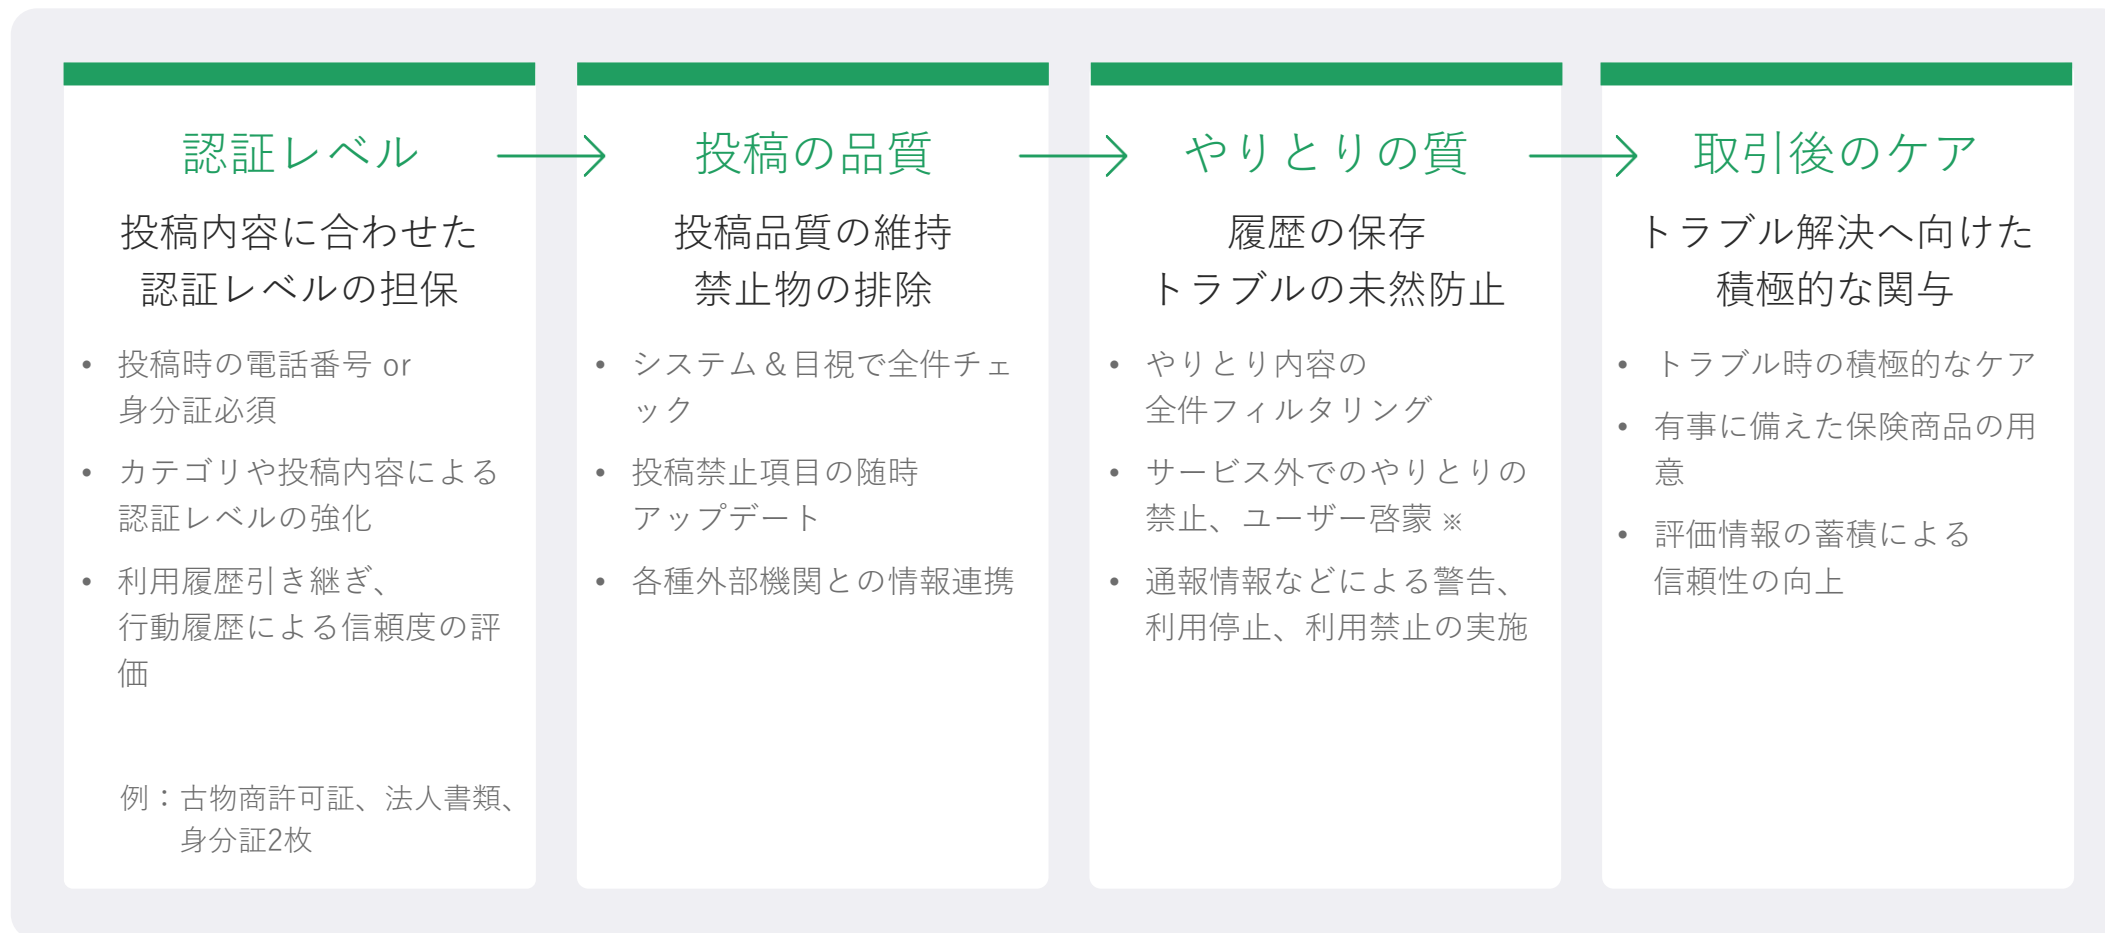 認証レベル
投稿内容に合わせた
認証レベルの担保
• 投稿時の電話番号 or
身分証必須
• カテゴリや投稿内容による
認証レベルの強化
• 利用履歴引き継ぎ、
行動履歴による信頼度の評
価
例：古物商許可証、法人書類、
身分証2枚
投稿の品質
投稿品質の維持
禁止物の排除
• システム＆目視で全件チェ
ック
• 投稿禁止項目の随時
アップデート
• 各種外部機関との情報連携
やりとりの質
履歴の保存
トラブルの未然防止
• やりとり内容の
全件フィルタリング
• サービス外でのやりとりの
禁止、ユーザー啓蒙 ※
• 通報情報などによる警告、
利用停止、利用禁止の実施
取引後のケア
トラブル解決へ向けた
積極的な関与
• トラブル時の積極的なケア
• 有事に備えた保険商品の用
意
• 評価情報の蓄積による
信頼性の向上